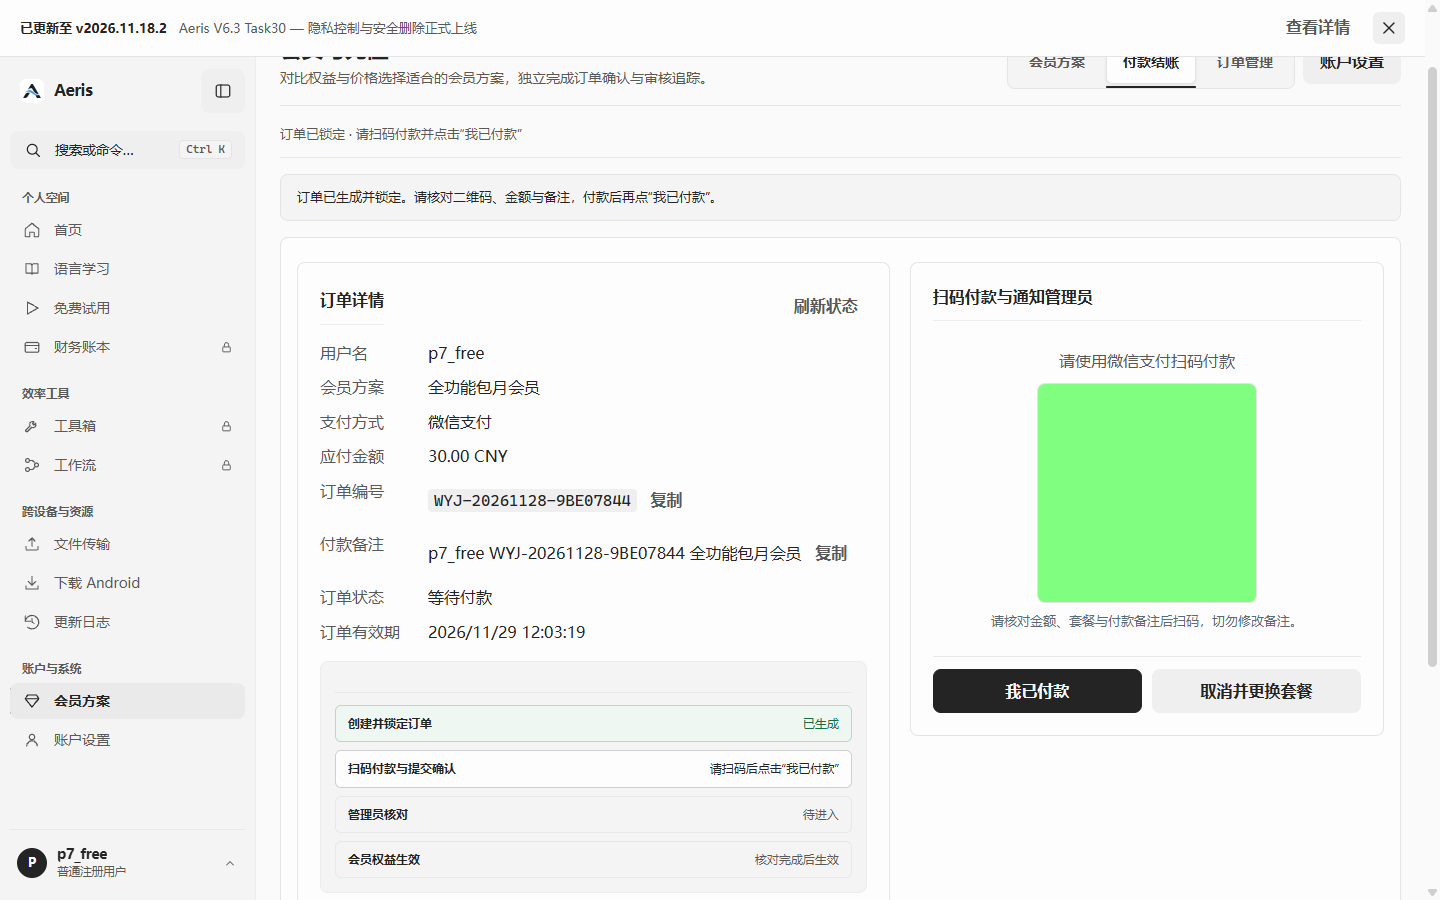 已更新至 v2026.11.18.2 Aeris V6.3 Task30 — 隐私控制与安全删除正式上线
查看详情
Aeris
搜索或命令... Ctrl K
个人空间
首页
语言学习
免费试用
财务账本
效率工具
工具箱
工作流
跨设备与资源
文件传输
下载 Android
更新日志
账户与系统
会员方案
账户设置
P
p7_free
普通注册用户
对比权益与价格选择适合的会员方案，独立完成订单确认与审核追踪。
会员方案 付款结账 订单管理 账户设置
订单已锁定 · 请扫码付款并点击“我已付款”
订单已生成并锁定。请核对二维码、金额与备注，付款后再点“我已付款”。
订单详情
刷新状态
用户名 p7_free
会员方案 全功能包月会员
支付方式 微信支付
应付金额 30.00 CNY
订单编号 WYJ-20261128-9BE07844 复制
付款备注 p7_free WYJ-20261128-9BE07844 全功能包月会员 复制
订单状态 等待付款
订单有效期 2026/11/29 12:03:19
创建并锁定订单 已生成
扫码付款与提交确认 请扫码后点击“我已付款”
管理员核对 待进入
会员权益生效 核对完成后生效
扫码付款与通知管理员
请使用微信支付扫码付款
请核对金额、套餐与付款备注后扫码，切勿修改备注。
我已付款 取消并更换套餐